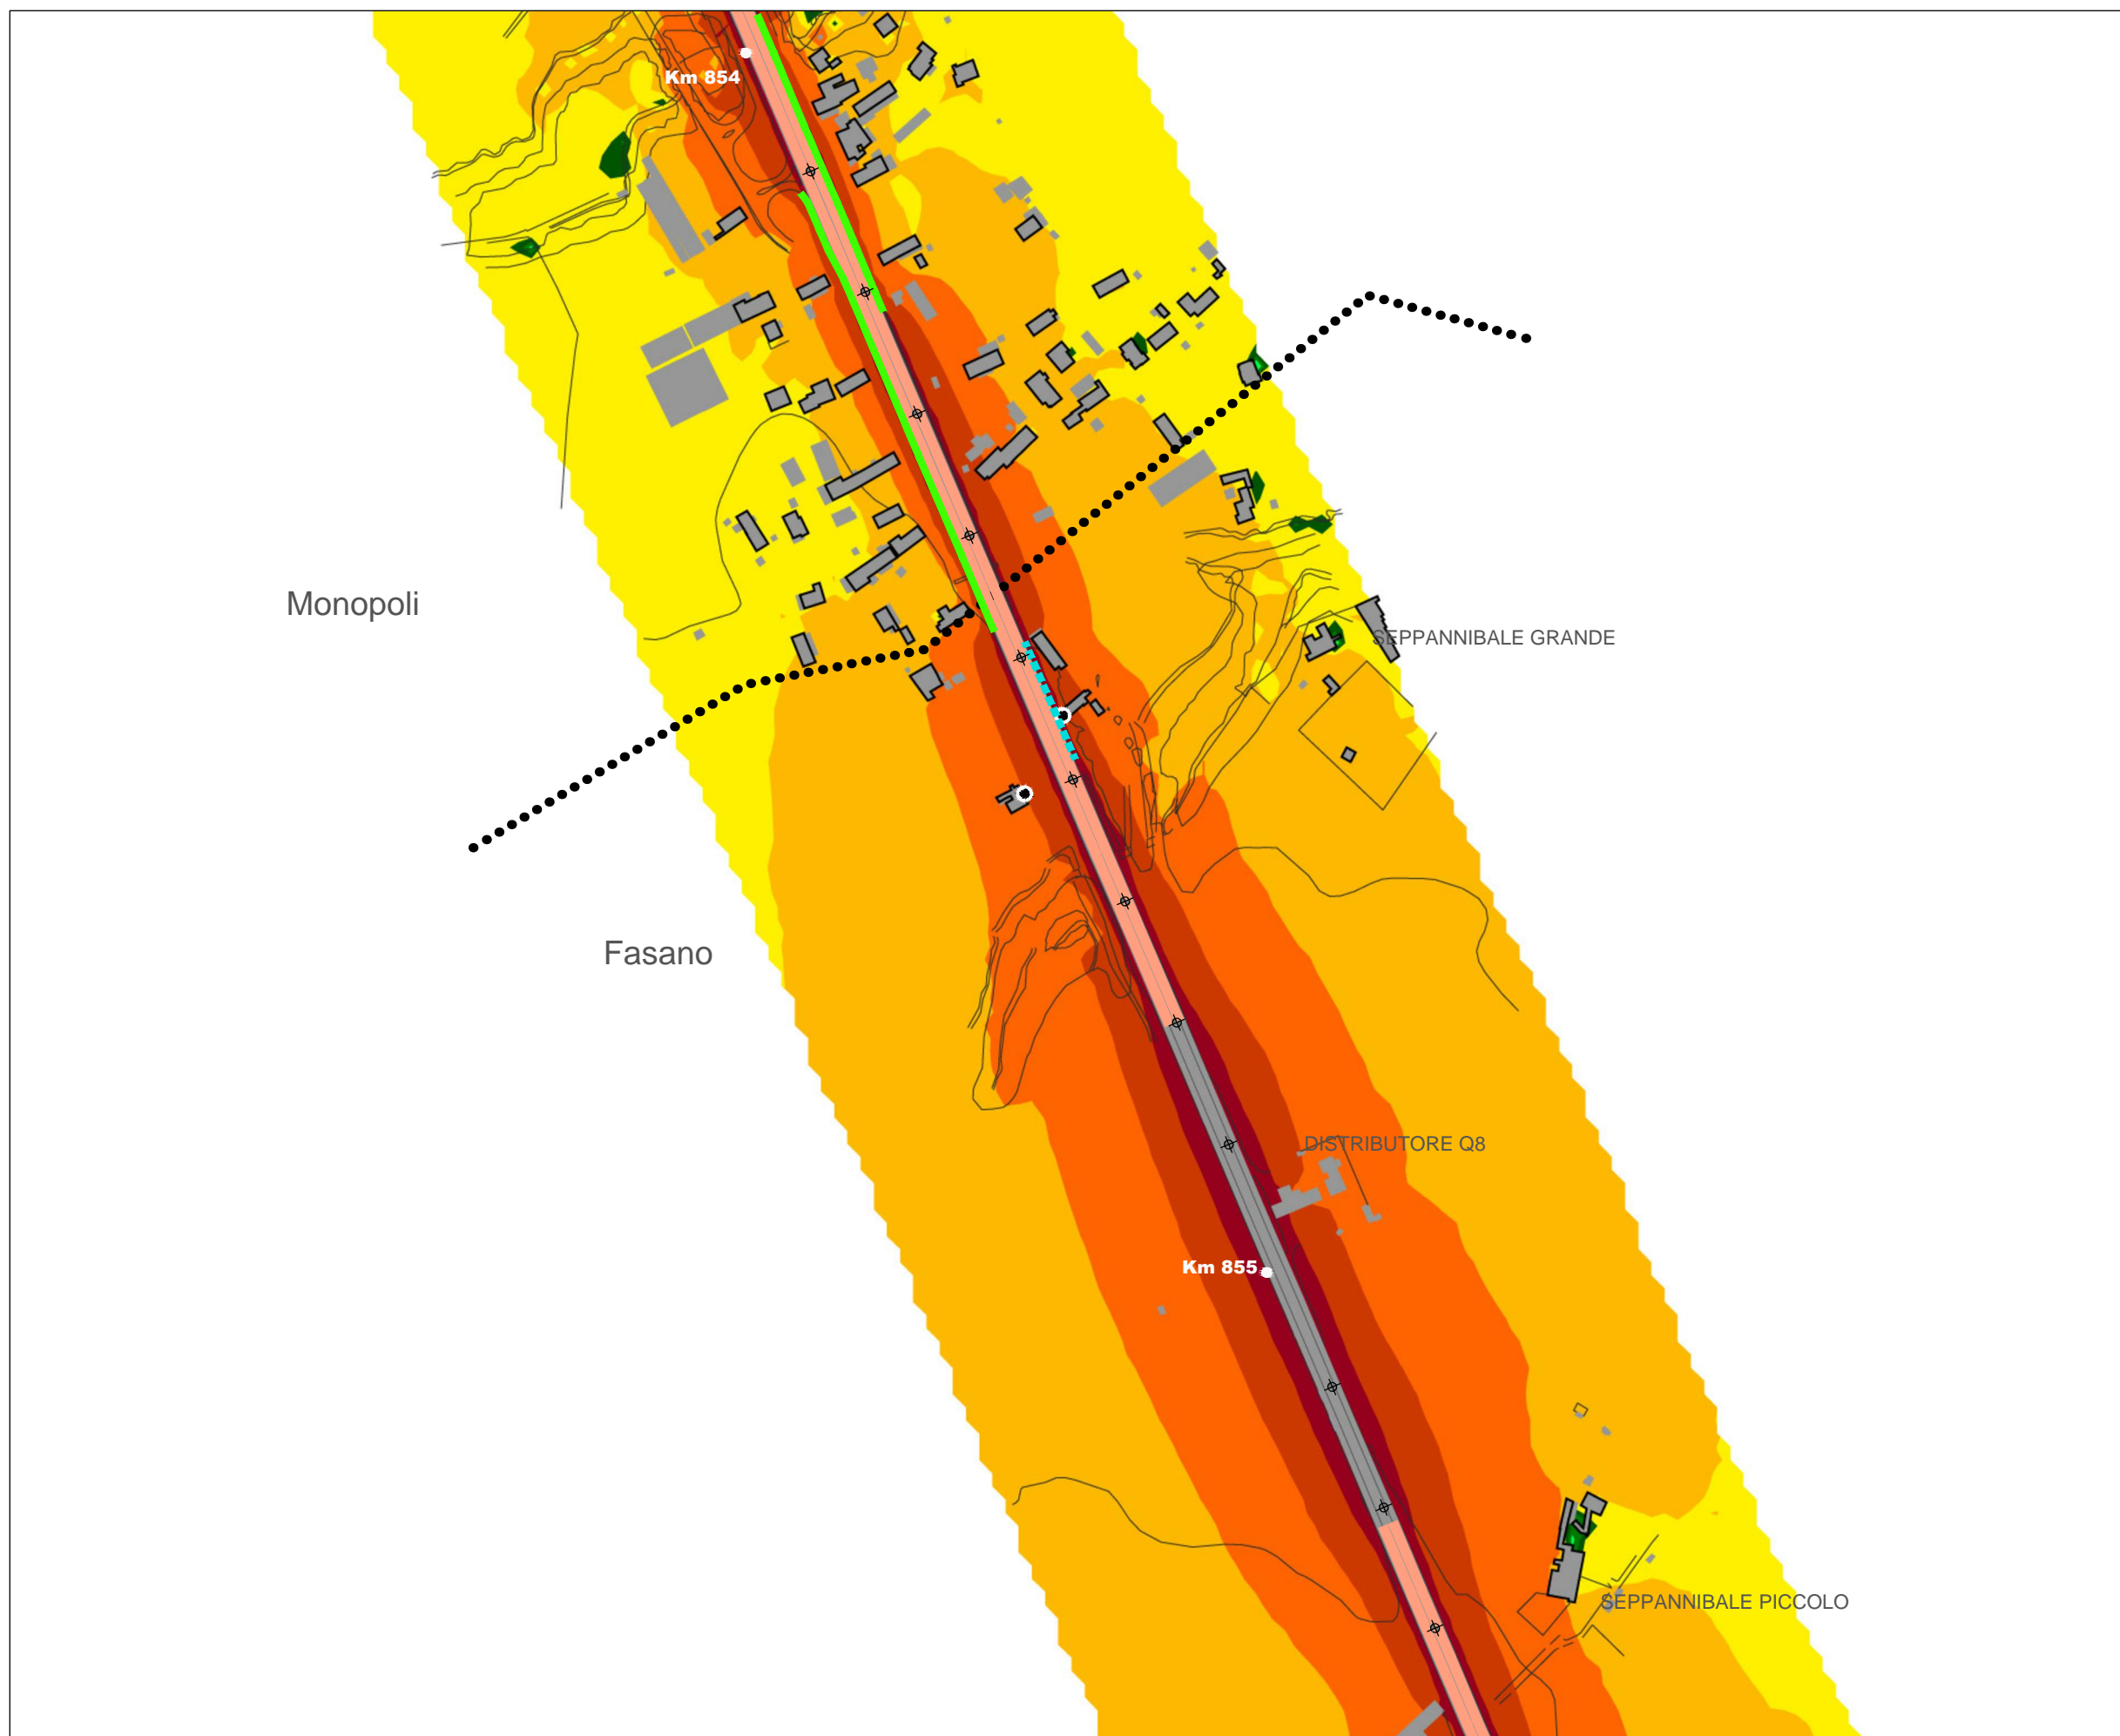 Km 854
Monopoli
SEPPANNIBALE GRANDE
Fasano
DISTRIBUTORE Q8
Km 855
SEPPANNIBALE PICCOLO